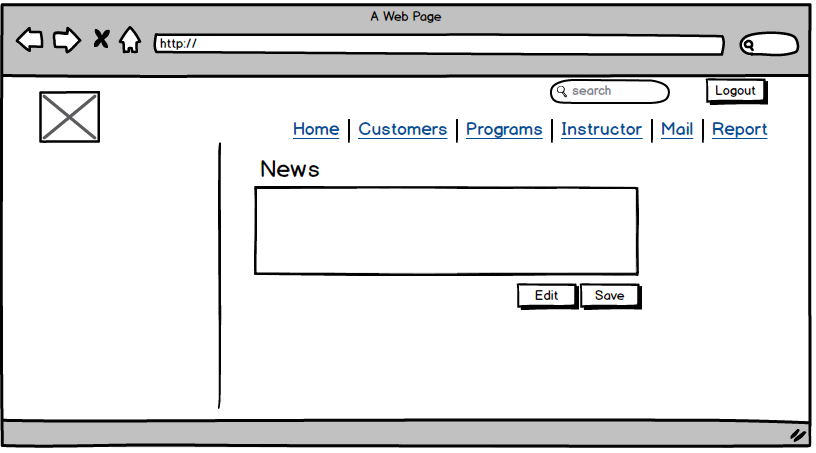 A Web Page
http://
search
Logout
Home | Customers | Programs | Instructor | Mail | Report
News
Edit Save